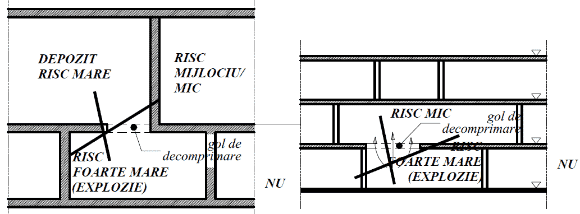 DEPOZIT
RISC MARE
RISC
MIJLOCIU/
MIC
gol de
decomprimare
RISC
FOARTE MARE
(EXPLOZIE)
NU
RISC MIC
gol de
decomprimare
RISC
FOARTE MARE
(EXPLOZIE)
NU